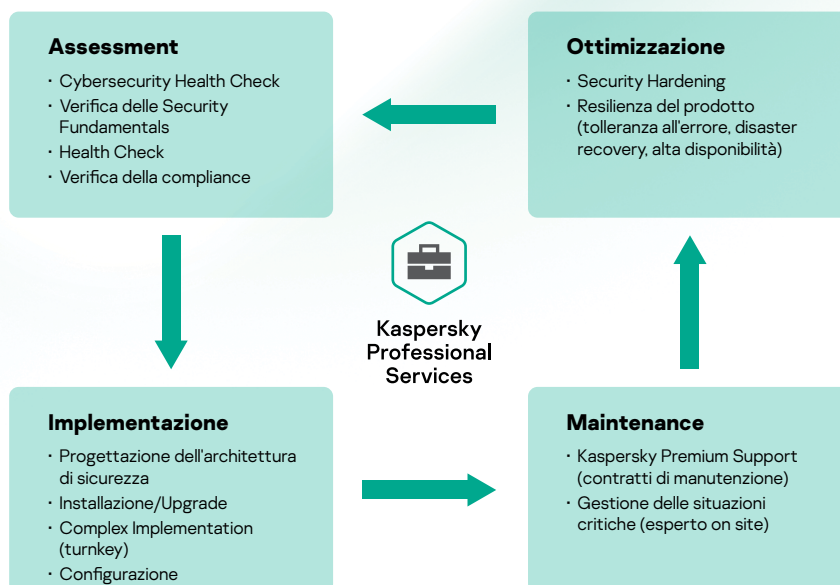 Assessment
· Cybersecurity Health Check
· Verifica delle Security
Fundamentals
· Health Check
· Verifica della compliance
Ottimizzazione
· Security Hardening
· Resilienza del prodotto
(tolleranza all'errore, disaster
recovery, alta disponibilità)
Kaspersky
Professional
Services
Implementazione
· Progettazione dell'architettura
di sicurezza
· Installazione/Upgrade
· Complex Implementation
(turnkey)
· Configurazione
Maintenance
· Kaspersky Premium Support
(contratti di manutenzione)
· Gestione delle situazioni
critiche (esperto on site)